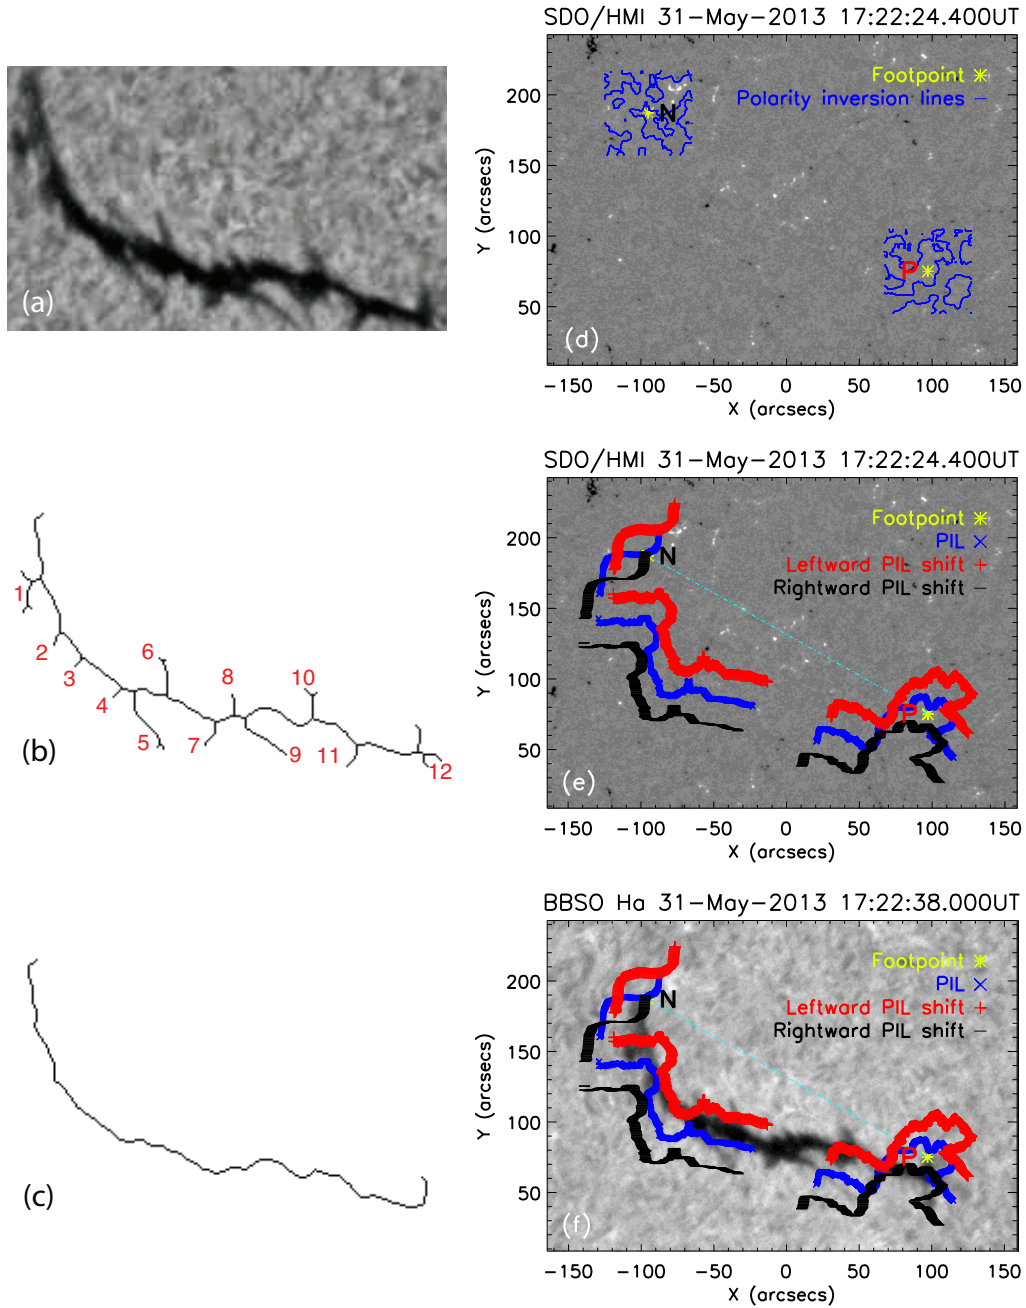 (a)
SDO/HMI 31-May-2013 17:22:24.400UT
Footpoint
Polarity inversion lines
N
P
(d)
Y (arcsecs)
200
150
100
50
-150 -100 -50 0 50 100 150
X (arcsecs)
1
2
3
4
5
6
7
8
9
10
11
12
(b)
SDO/HMI 31-May-2013 17:22:24.400UT
Footpoint
PIL
Leftward PIL shift
Rightward PIL shift
N
P
(e)
Y (arcsecs)
200
150
100
50
-150 -100 -50 0 50 100 150
X (arcsecs)
(c)
BBSO Ha 31-May-2013 17:22:38.000UT
Footpoint
PIL
Leftward PIL shift
Rightward PIL shift
N
P
(f)
Y (arcsecs)
200
150
100
50
-150 -100 -50 0 50 100 150
X (arcsecs)